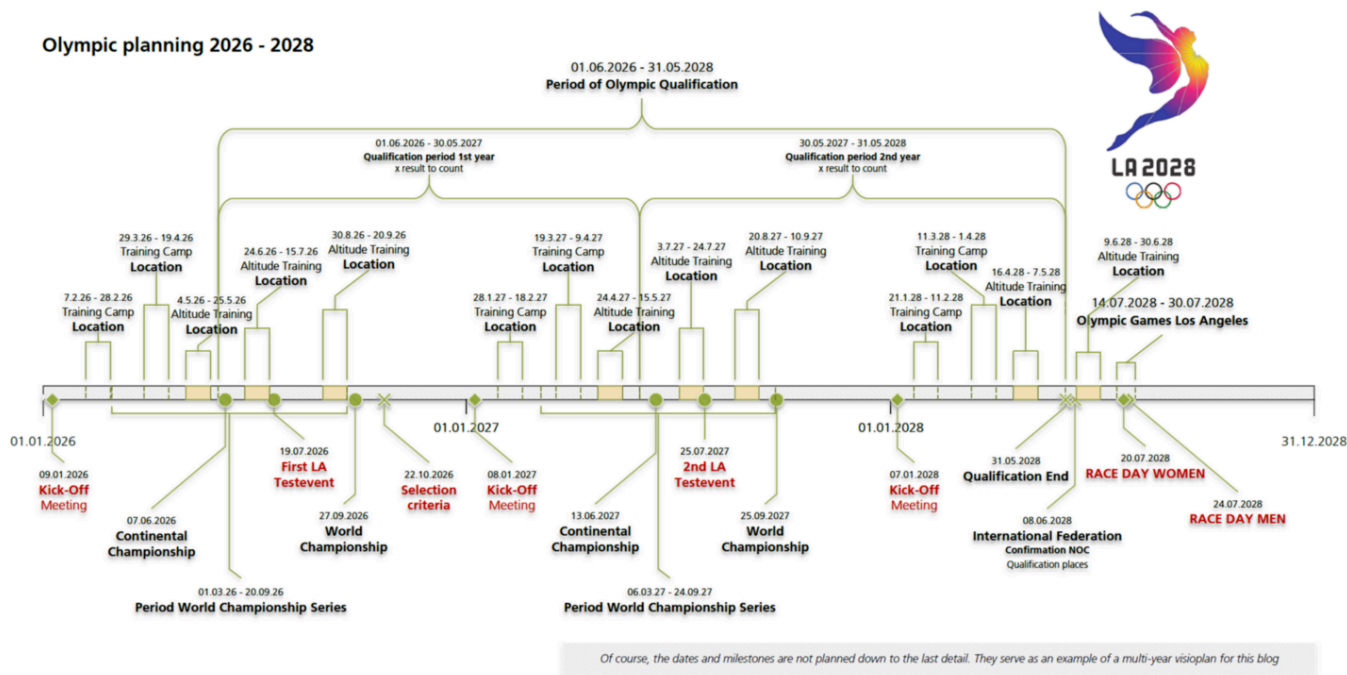 Olympic planning 2026 - 2028
LA 2028
01.06.2026 - 31.05.2028
Period of Olympic Qualification
01.06.2026 - 30.05.2027
Qualification period 1st year
x result to count
30.05.2027 - 31.05.2028
Qualification period 2nd year
x result to count
7.2.26 - 28.2.26
Training Camp
Location
29.3.26 - 19.4.26
Training Camp
Location
4.5.26 - 25.5.26
Altitude Training
Location
24.6.26 - 15.7.26
Altitude Training
Location
30.8.26 - 20.9.26
Altitude Training
Location
28.1.27 - 18.2.27
Training Camp
Location
19.3.27 - 9.4.27
Training Camp
Location
24.4.27 - 15.5.27
Altitude Training
Location
3.7.27 - 24.7.27
Altitude Training
Location
20.8.27 - 10.9.27
Altitude Training
Location
21.1.28 - 11.2.28
Training Camp
Location
11.3.28 - 1.4.28
Training Camp
Location
16.4.28 - 7.5.28
Altitude Training
Location
9.6.28 - 30.6.28
Altitude Training
Location
14.07.2028 - 30.07.2028
Olympic Games Los Angeles
01.01.2026
01.01.2027
01.01.2028
31.12.2028
09.01.2026
Kick-Off
Meeting
07.06.2026
Continental
Championship
19.07.2026
First LA
Testevent
27.09.2026
World
Championship
22.10.2026
Selection
criteria
01.03.26 - 20.09.26
Period World Championship Series
08.01.2027
Kick-Off
Meeting
13.06.2027
Continental
Championship
25.07.2027
2nd LA
Testevent
25.09.2027
World
Championship
06.03.27 - 24.09.27
Period World Championship Series
07.01.2028
Kick-Off
Meeting
31.05.2028
Qualification End
08.06.2028
International Federation
Confirmation NOC
Qualification places
20.07.2028
RACE DAY WOMEN
24.07.2028
RACE DAY MEN
Of course, the dates and milestones are not planned down to the last detail. They serve as an example of a multi-year visioplan for this blog